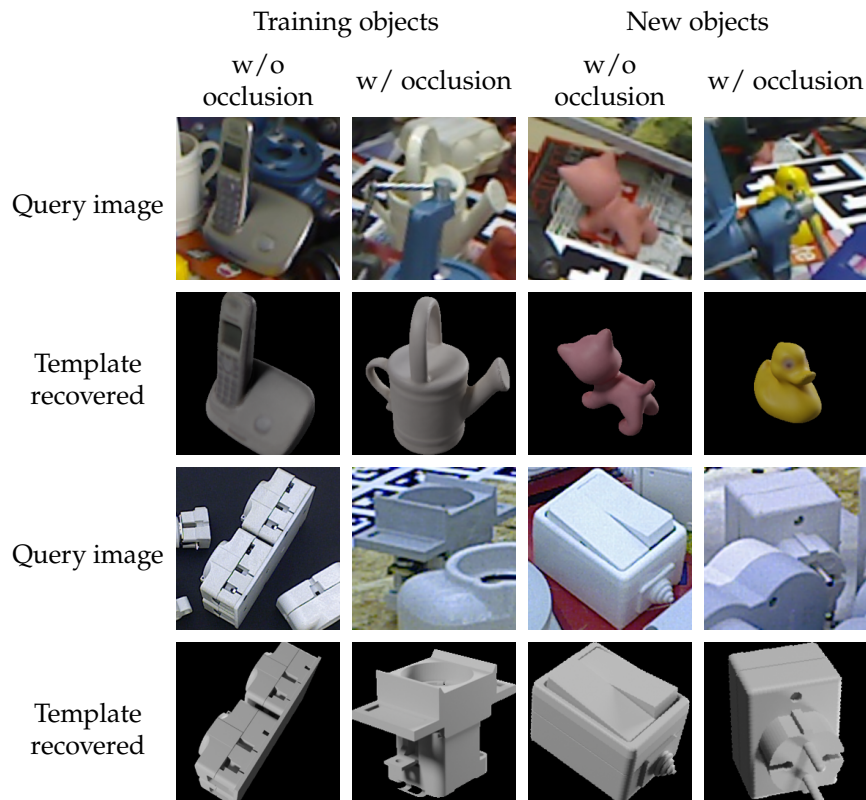 Training objects New objects
w/o occlusion w/ occlusion w/o occlusion w/ occlusion
Query image
Template
recovered
Query image
Template
recovered